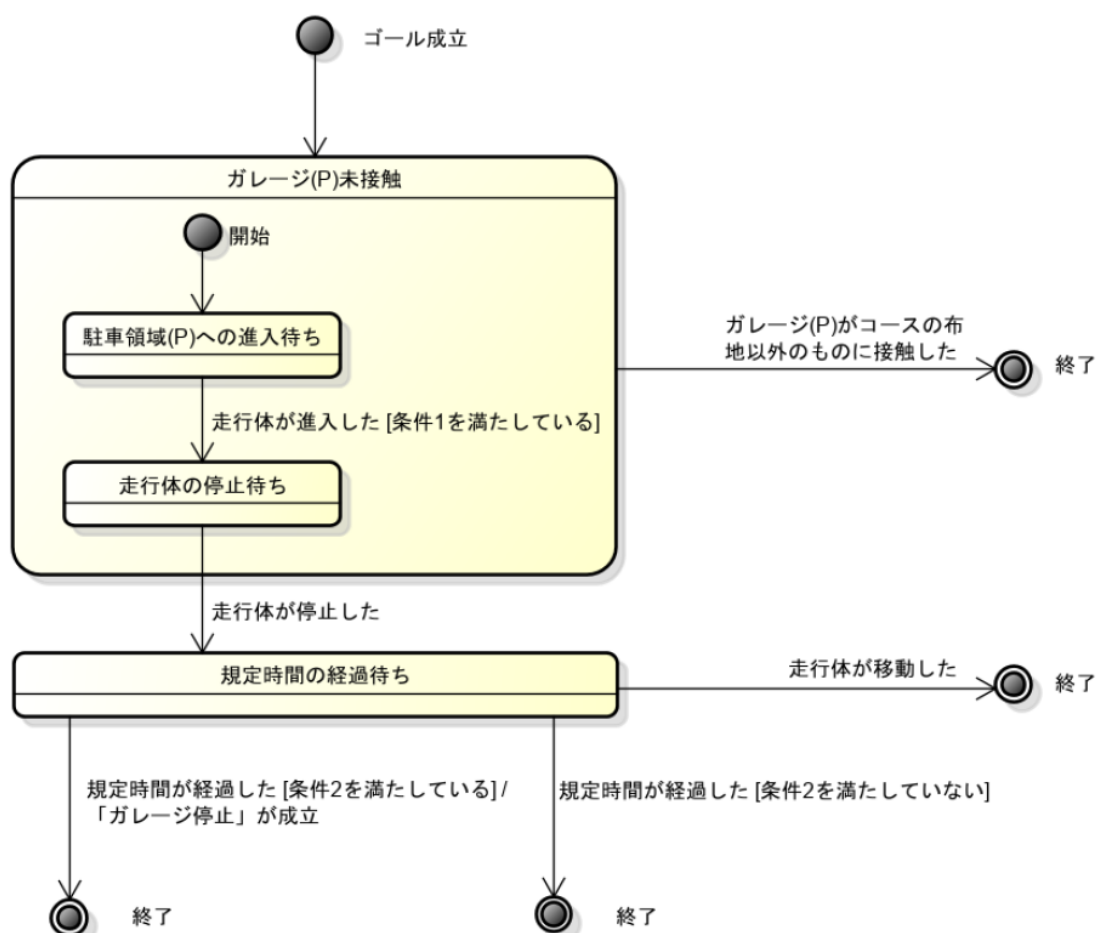 ゴール成立
ガレージ(P)未接触
開始
駐車領域(P)への進入待ち
ガレージ(P)がコースの布
地以外のものに接触した
終了
走行体が進入した [条件1を満たしている]
走行体の停止待ち
走行体が停止した
規定時間の経過待ち
走行体が移動した
終了
規定時間が経過した [条件2を満たしている] /
「ガレージ停止」が成立
規定時間が経過した [条件2を満たしていない]
終了
終了